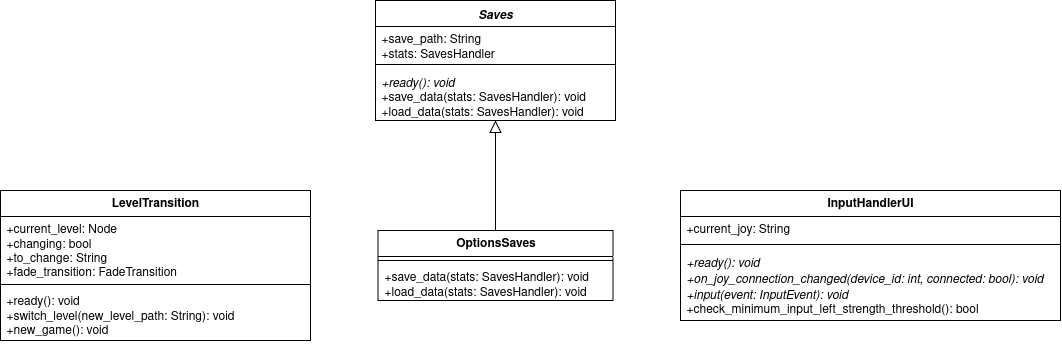 Saves
+save_path: String
+stats: SavesHandler
+ready(): void
+save_data(stats: SavesHandler): void
+load_data(stats: SavesHandler): void
LevelTransition
+current_level: Node
+changing: bool
+to_change: String
+fade_transition: FadeTransition
+ready(): void
+switch_level(new_level_path: String): void
+new_game(): void
OptionsSaves
+save_data(stats: SavesHandler): void
+load_data(stats: SavesHandler): void
InputHandlerUI
+current_joy: String
+ready(): void
+on_joy_connection_changed(device_id: int, connected: bool): void
+input(event: InputEvent): void
+check_minimum_input_left_strength_threshold(): bool